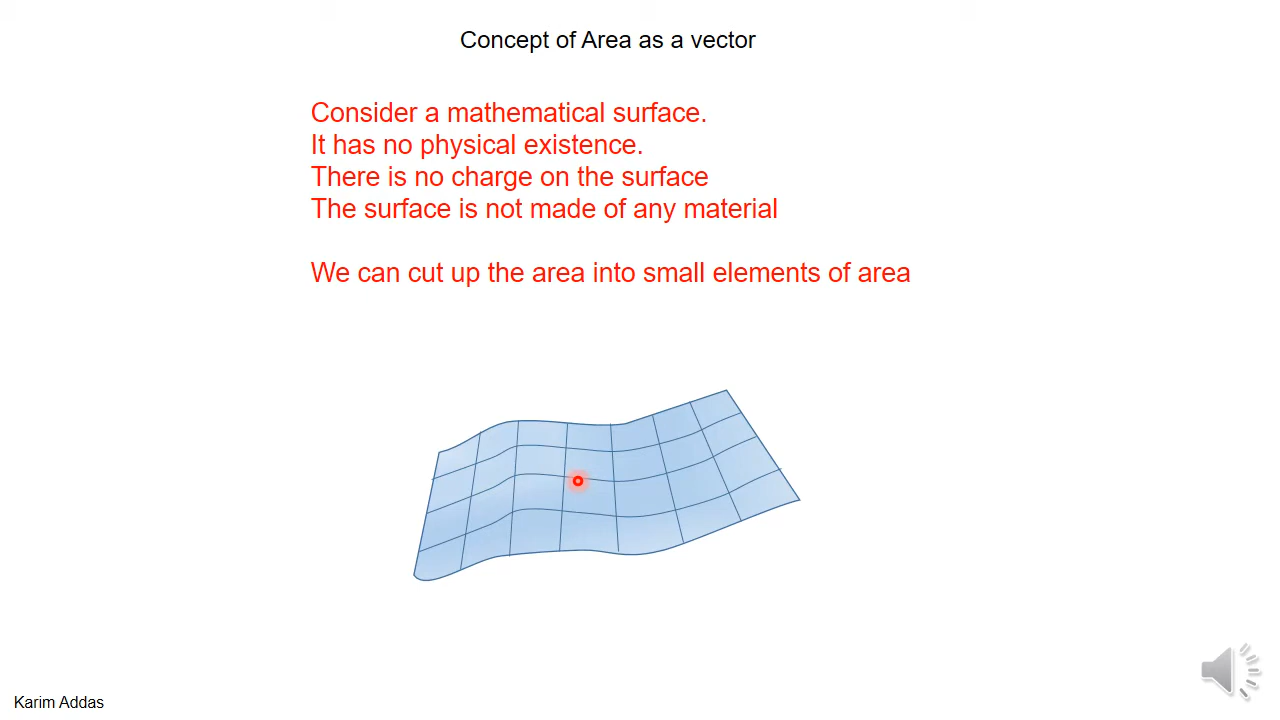 Concept of Area as a vector
Consider a mathematical surface.
It has no physical existence.
There is no charge on the surface
The surface is not made of any material
We can cut up the area into small elements of area
Karim Addas